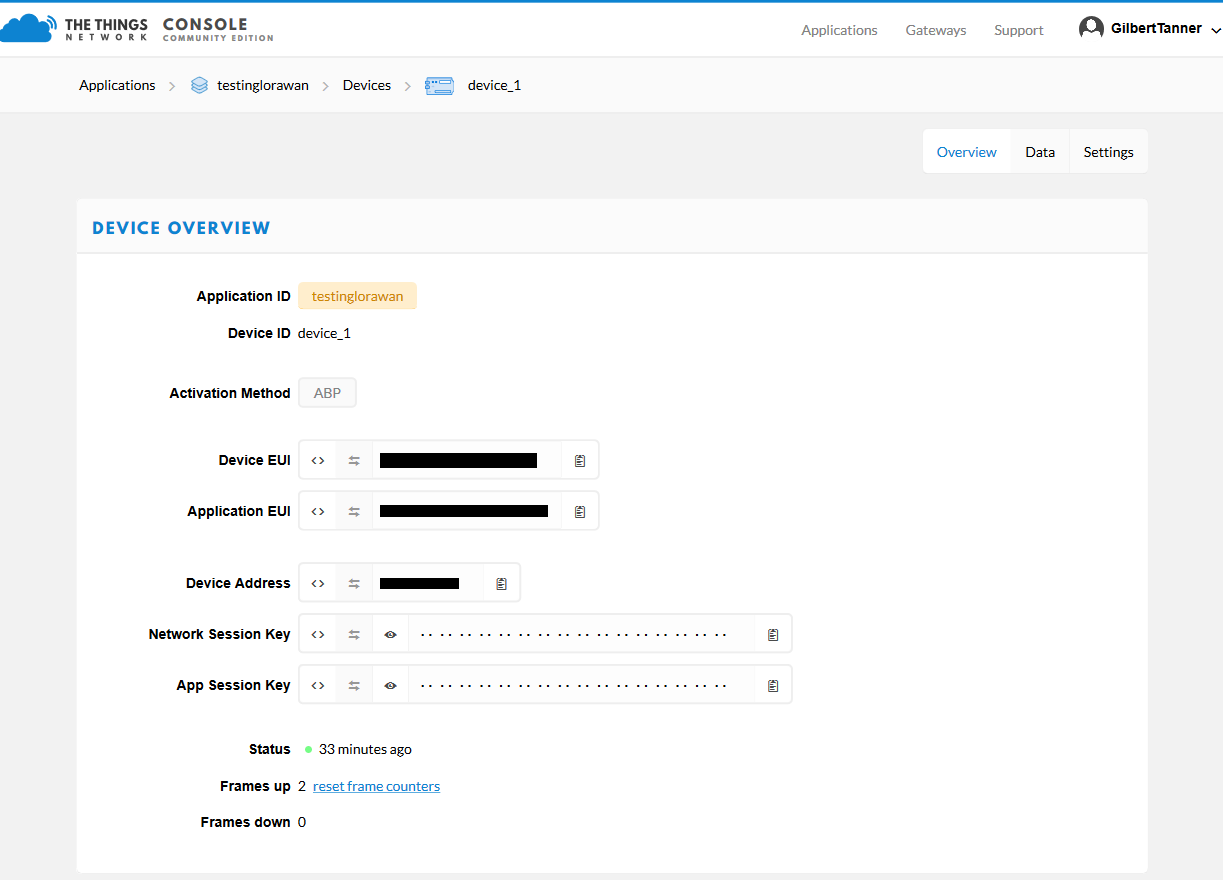 THE THINGS NETWORK CONSOLE COMMUNITY EDITION
Applications Gateways Support GilbertTanner
Applications > testinglorawan > Devices > device_1
Overview Data Settings
DEVICE OVERVIEW
Application ID testinglorawan
Device ID device_1
Activation Method ABP
Device EUI
Application EUI
Device Address
Network Session Key
App Session Key
Status 33 minutes ago
Frames up 2 reset frame counters
Frames down 0